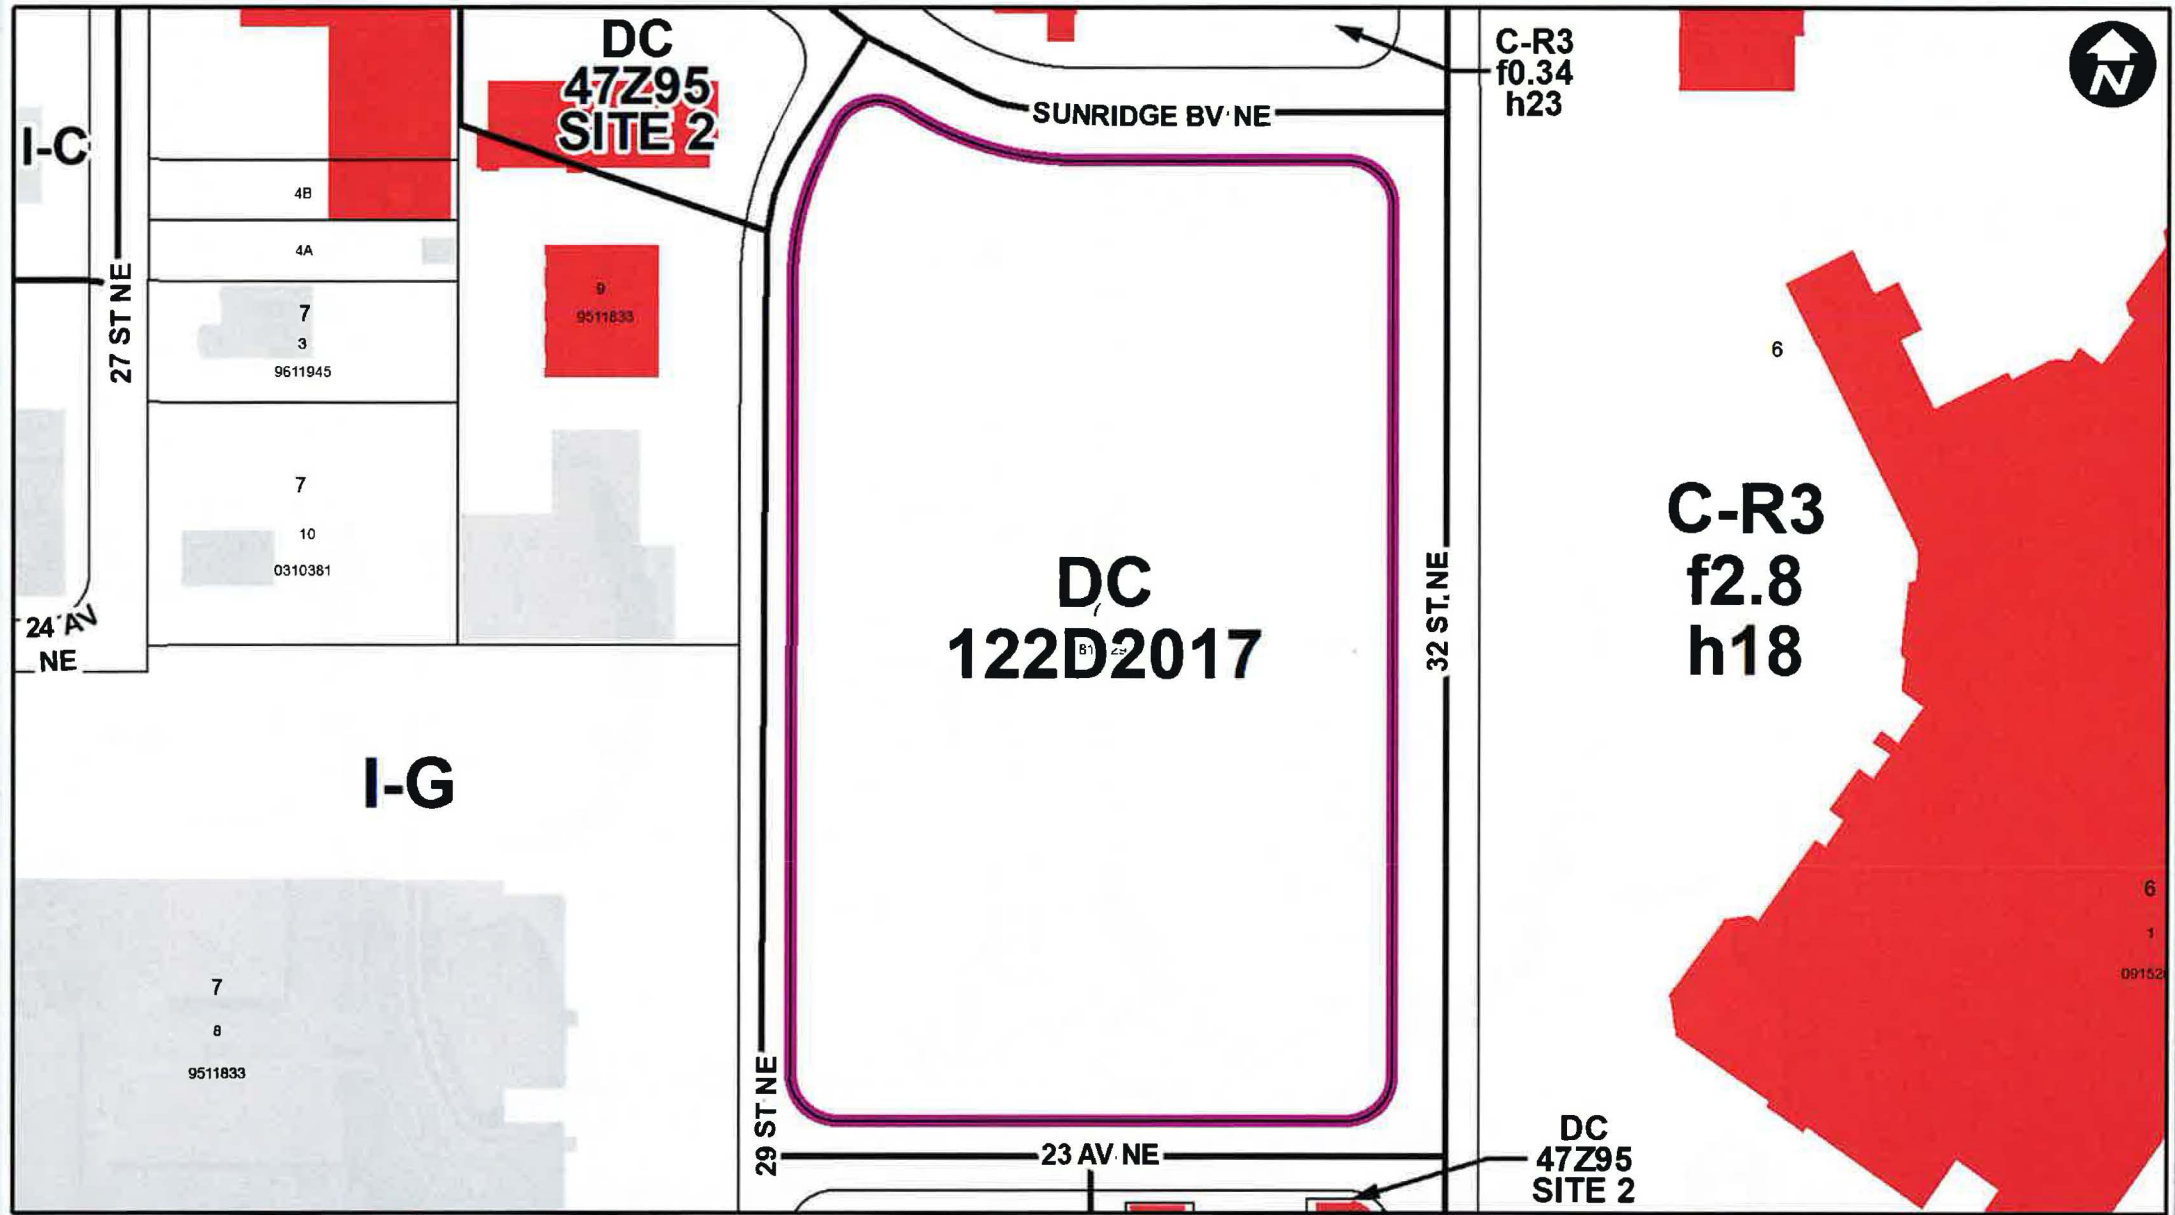 DC
47Z95
SITE 2
C-R3
f0.34
h23
N
I-C
SUNRIDGE BV NE
4B
4A
27 ST NE
7
3
9611945
9
9511833
6
7
10
0310381
24 AV
NE
DC
7
122D2017
32 ST NE
C-R3
f2.8
h18
I-G
6
1
7
8
9511833
29 ST NE
23 AV NE
DC
47Z95
SITE 2